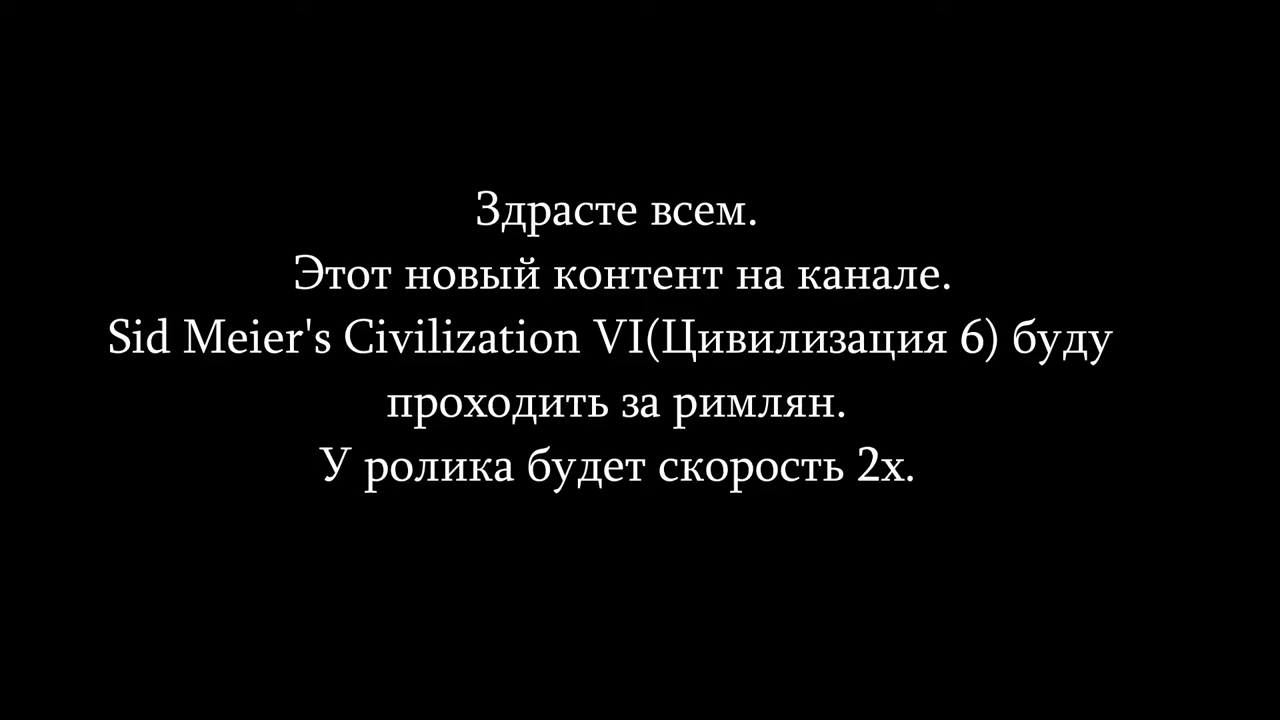 Здрасте всем.
Этот новый контент на канале.
Sid Meier's Civilization VI(Цивилизация 6) буду
проходить за римлян.
У ролика будет скорость 2х.